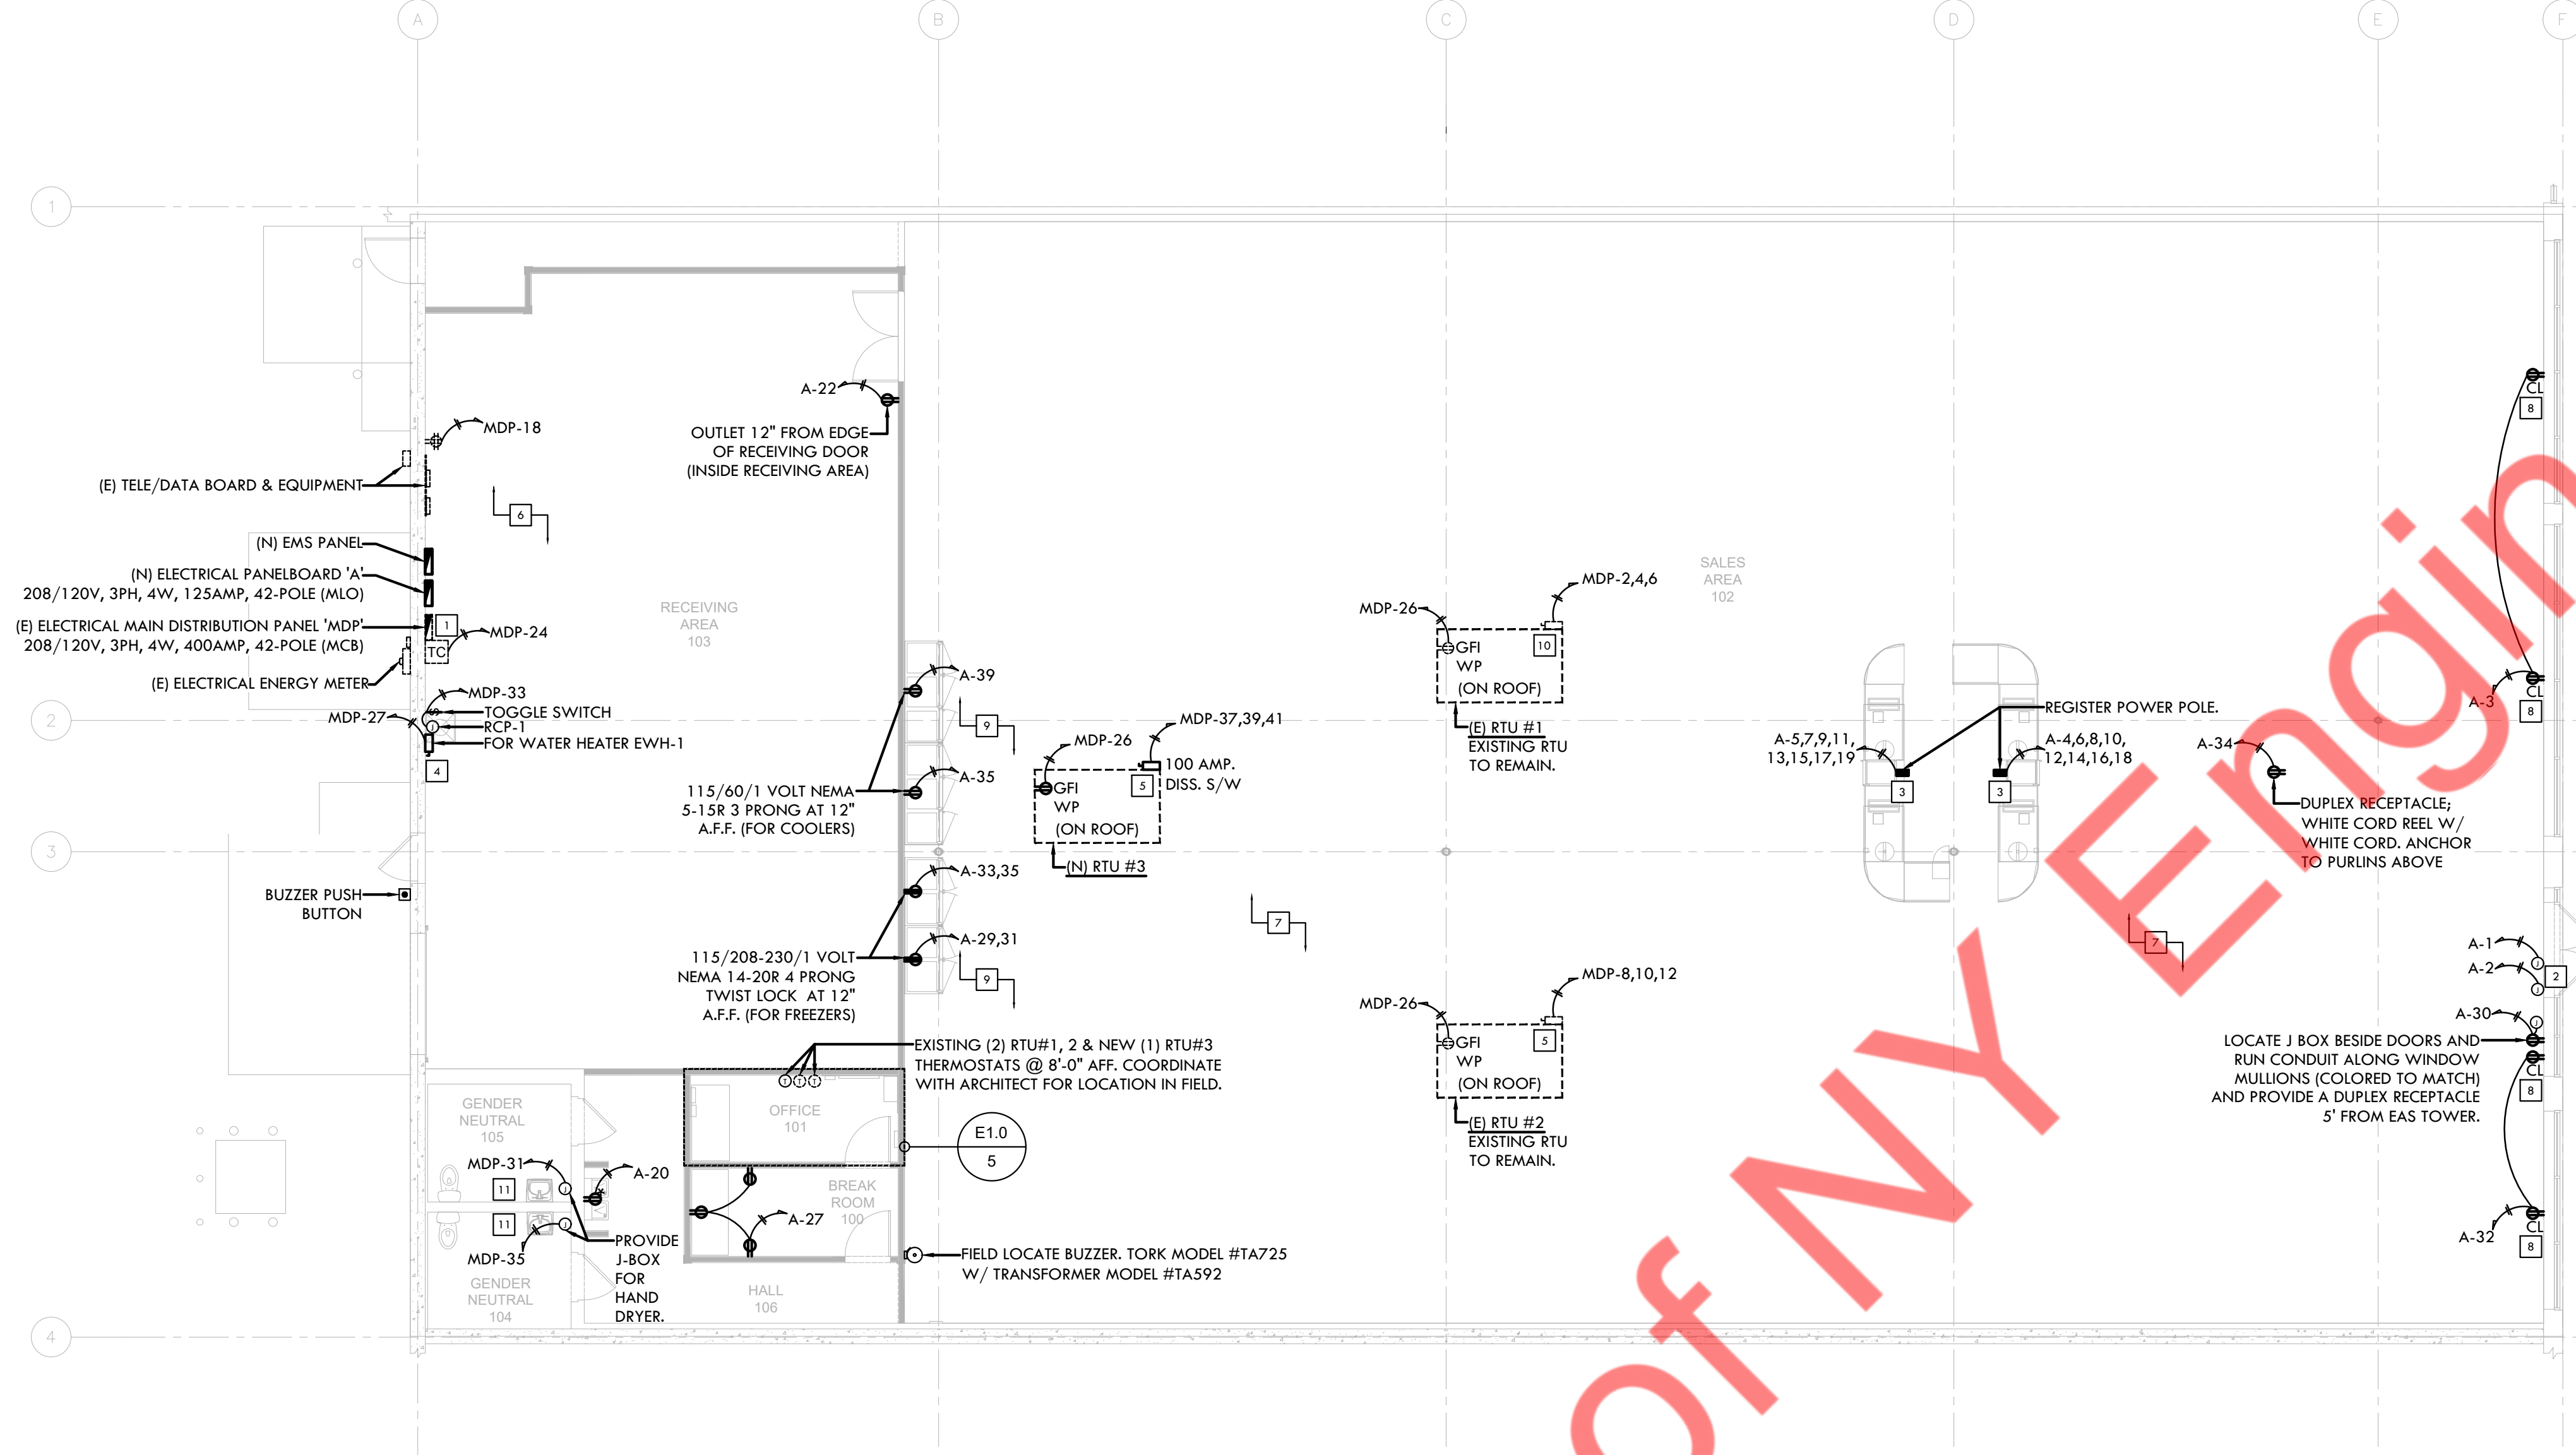 A
B
C
D
E
F
1
2
3
4
MDP-18
(E) TELE/DATA BOARD & EQUIPMENT
6
(N) EMS PANEL
(N) ELECTRICAL PANELBOARD 'A'
208/120V, 3PH, 4W, 125AMP, 42-POLE (MLO)
(E) ELECTRICAL MAIN DISTRIBUTION PANEL 'MDP'
208/120V, 3PH, 4W, 400AMP, 42-POLE (MCB)
1
MDP-24
TC
(E) ELECTRICAL ENERGY METER
MDP-33
TOGGLE SWITCH
MDP-27
RCP-1
FOR WATER HEATER EWH-1
4
BUZZER PUSH
BUTTON
A-22
OUTLET 12" FROM EDGE
OF RECEIVING DOOR
(INSIDE RECEIVING AREA)
RECEIVING
AREA
103
A-39
9
A-35
115/60/1 VOLT NEMA
5-15R 3 PRONG AT 12"
A.F.F. (FOR COOLERS)
A-33,35
A-29,31
9
115/208-230/1 VOLT
NEMA 14-20R 4 PRONG
TWIST LOCK AT 12"
A.F.F. (FOR FREEZERS)
MDP-37,39,41
MDP-26
100 AMP.
DISS. S/W
GFI
WP
5
(ON ROOF)
(N) RTU #3
MDP-2,4,6
MDP-26
GFI
WP
10
(ON ROOF)
(E) RTU #1
EXISTING RTU
TO REMAIN.
SALES
AREA
102
7
MDP-8,10,12
MDP-26
GFI
WP
5
(ON ROOF)
(E) RTU #2
EXISTING RTU
TO REMAIN.
REGISTER POWER POLE.
A-5,7,9,11,
13,15,17,19
A-4,6,8,10,
12,14,16,18
3
3
A-34
DUPLEX RECEPTACLE;
WHITE CORD REEL W/
WHITE CORD. ANCHOR
TO PURLINS ABOVE
7
CL
8
CL
A-3
8
A-1
A-2
J
J
2
A-30
J
LOCATE J BOX BESIDE DOORS AND
RUN CONDUIT ALONG WINDOW
MULLIONS (COLORED TO MATCH)
AND PROVIDE A DUPLEX RECEPTACLE
5' FROM EAS TOWER.
CL
8
CL
A-32
8
EXISTING (2) RTU#1, 2 & NEW (1) RTU#3
THERMOSTATS @ 8'-0" AFF. COORDINATE
WITH ARCHITECT FOR LOCATION IN FIELD.
T T T
OFFICE
101
E1.0
5
BREAK
ROOM
100
A-27
FIELD LOCATE BUZZER. TORK MODEL #TA725
W/ TRANSFORMER MODEL #TA592
HALL
106
GENDER
NEUTRAL
105
MDP-31
11
J
A-20
11
J
MDP-35
PROVIDE
J-BOX
FOR
HAND
DRYER.
GENDER
NEUTRAL
104
of NY Engin